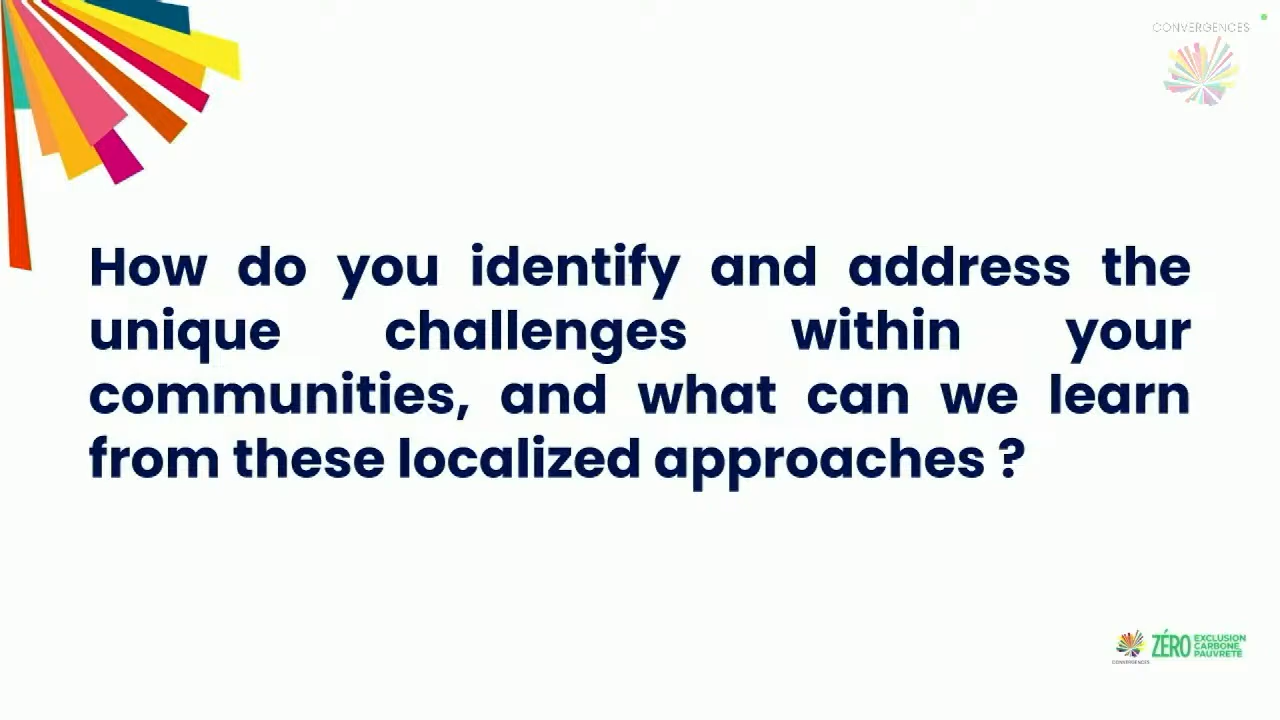 CONVERGENCES
How do you identify and address the
unique challenges within your
communities, and what can we learn
from these localized approaches ?
CONVERGENCES
ZÉRO
EXCLUSION
CARBONE
PAUVRETÉ